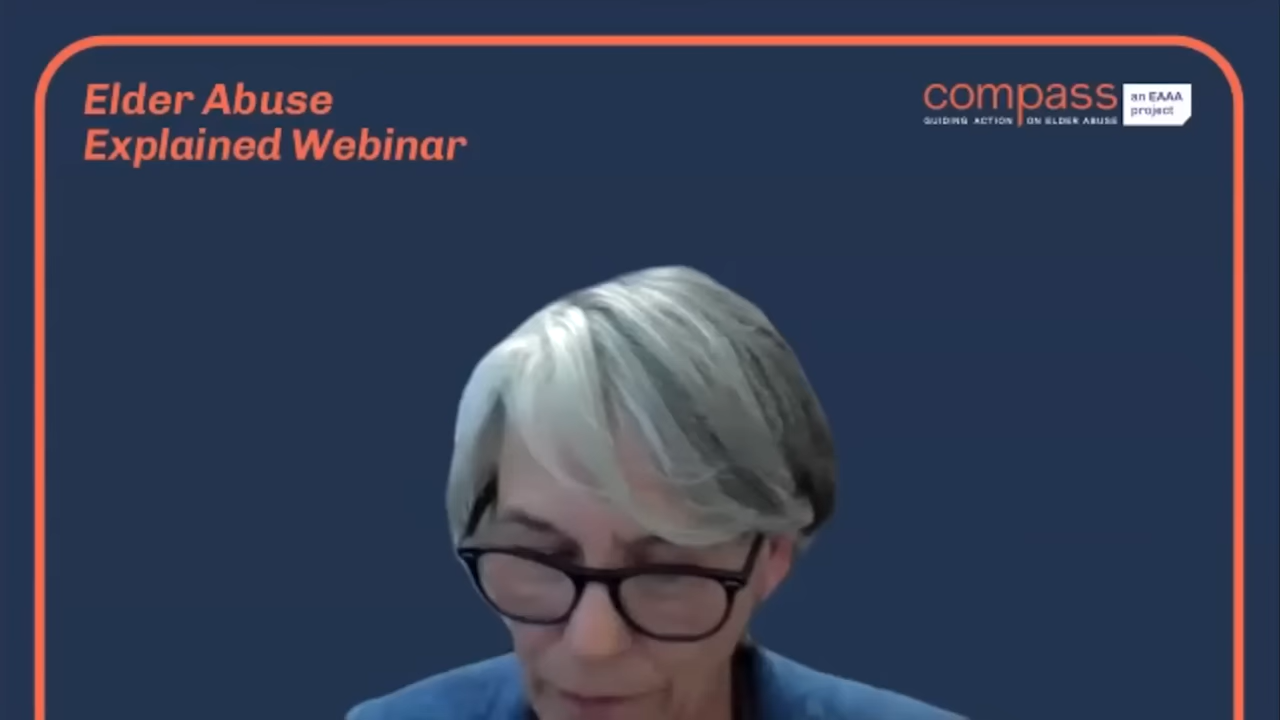 Elder Abuse
Explained Webinar
compass
GUIDING ACTION ON ELDER ABUSE
an EAAA
project